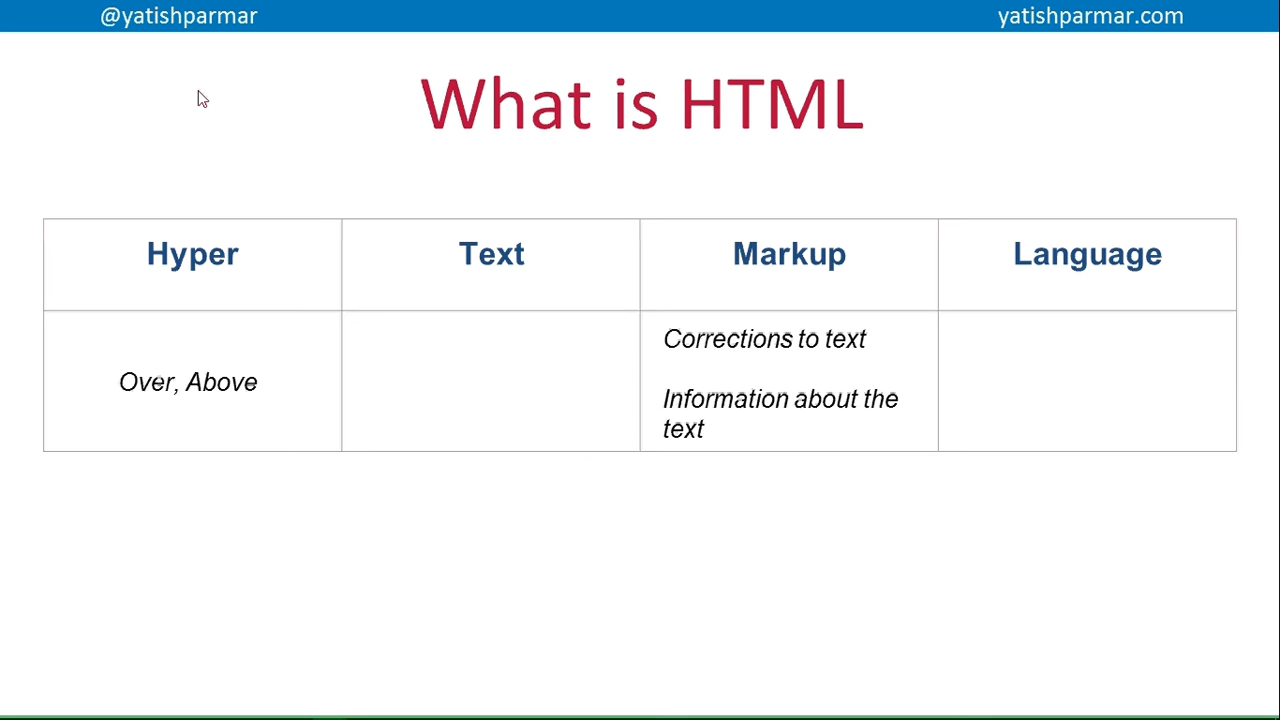 @yatishparmar
yatishparmar.com
What is HTML
Hyper
Text
Markup
Language
Over, Above
Corrections to text
Information about the
text